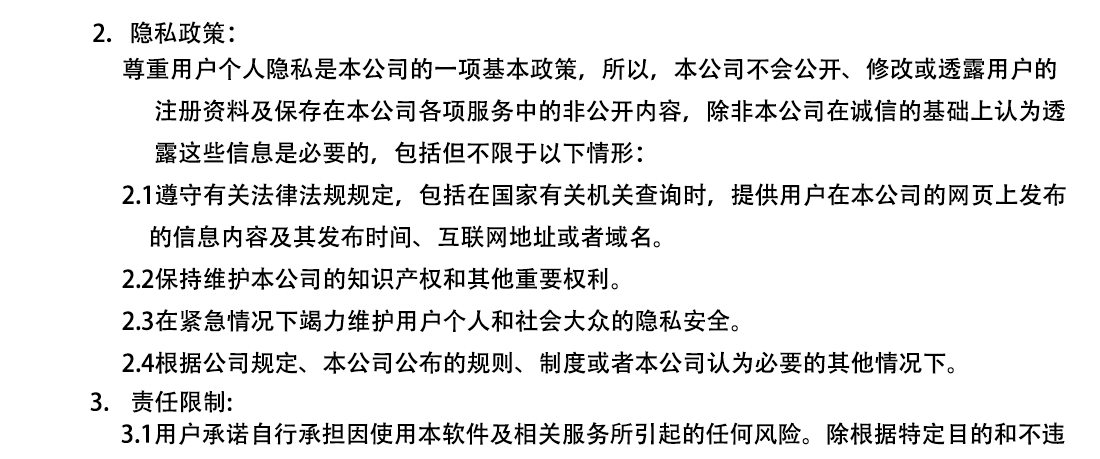 2. 隐私政策：
尊重用户个人隐私是本公司的一项基本政策，所以，本公司不会公开、修改或透露用户的
注册资料及保存在本公司各项服务中的非公开内容，除非本公司在诚信的基础上认为透
露这些信息是必要的，包括但不限于以下情形：
2.1遵守有关法律法规规定，包括在国家有关机关查询时，提供用户在本公司的网页上发布
的信息内容及其发布时间、互联网地址或者域名。
2.2保持维护本公司的知识产权和其他重要权利。
2.3在紧急情况下竭力维护用户个人和社会大众的隐私安全。
2.4根据公司规定、本公司公布的规则、制度或者本公司认为必要的其他情况下。
3. 责任限制:
3.1用户承诺自行承担因使用本软件及相关服务所引起的任何风险。除根据特定目的和不违